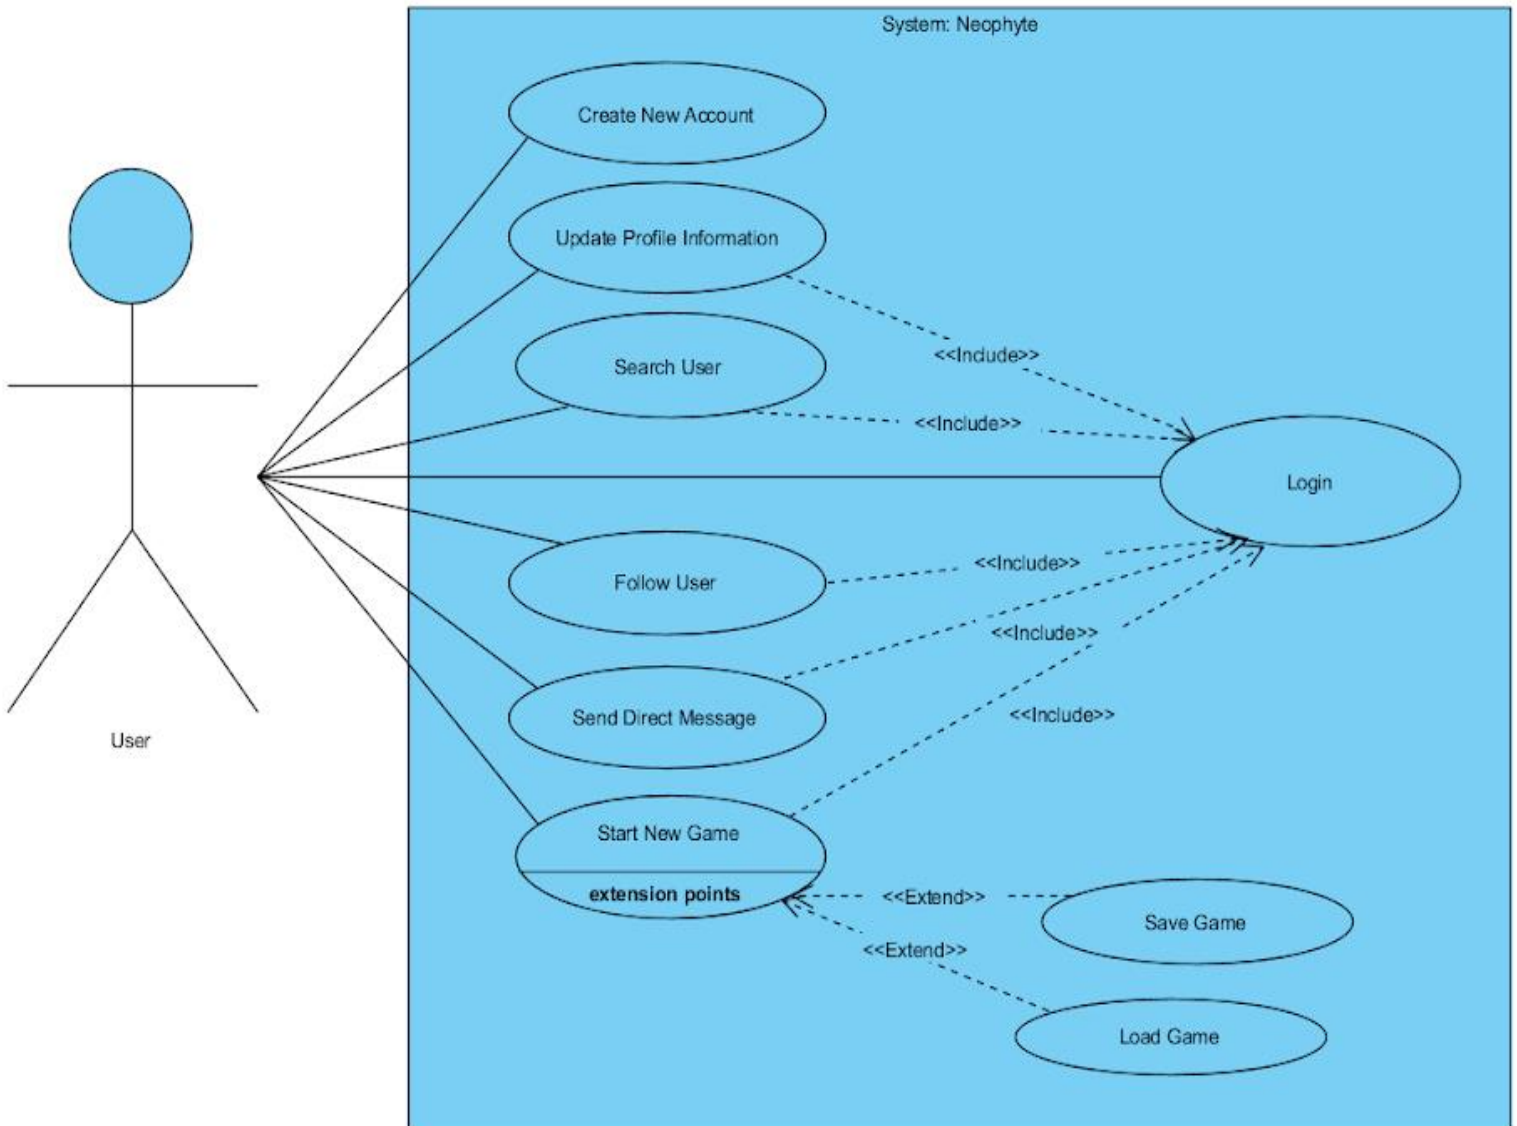 System: Neophyte
Create New Account
Update Profile Information
Search User
<<Include>>
<<Include>>
Login
Follow User
<<Include>>
<<Include>>
Send Direct Message
<<Include>>
User
Start New Game
extension points
<<Extend>>
Save Game
<<Extend>>
Load Game